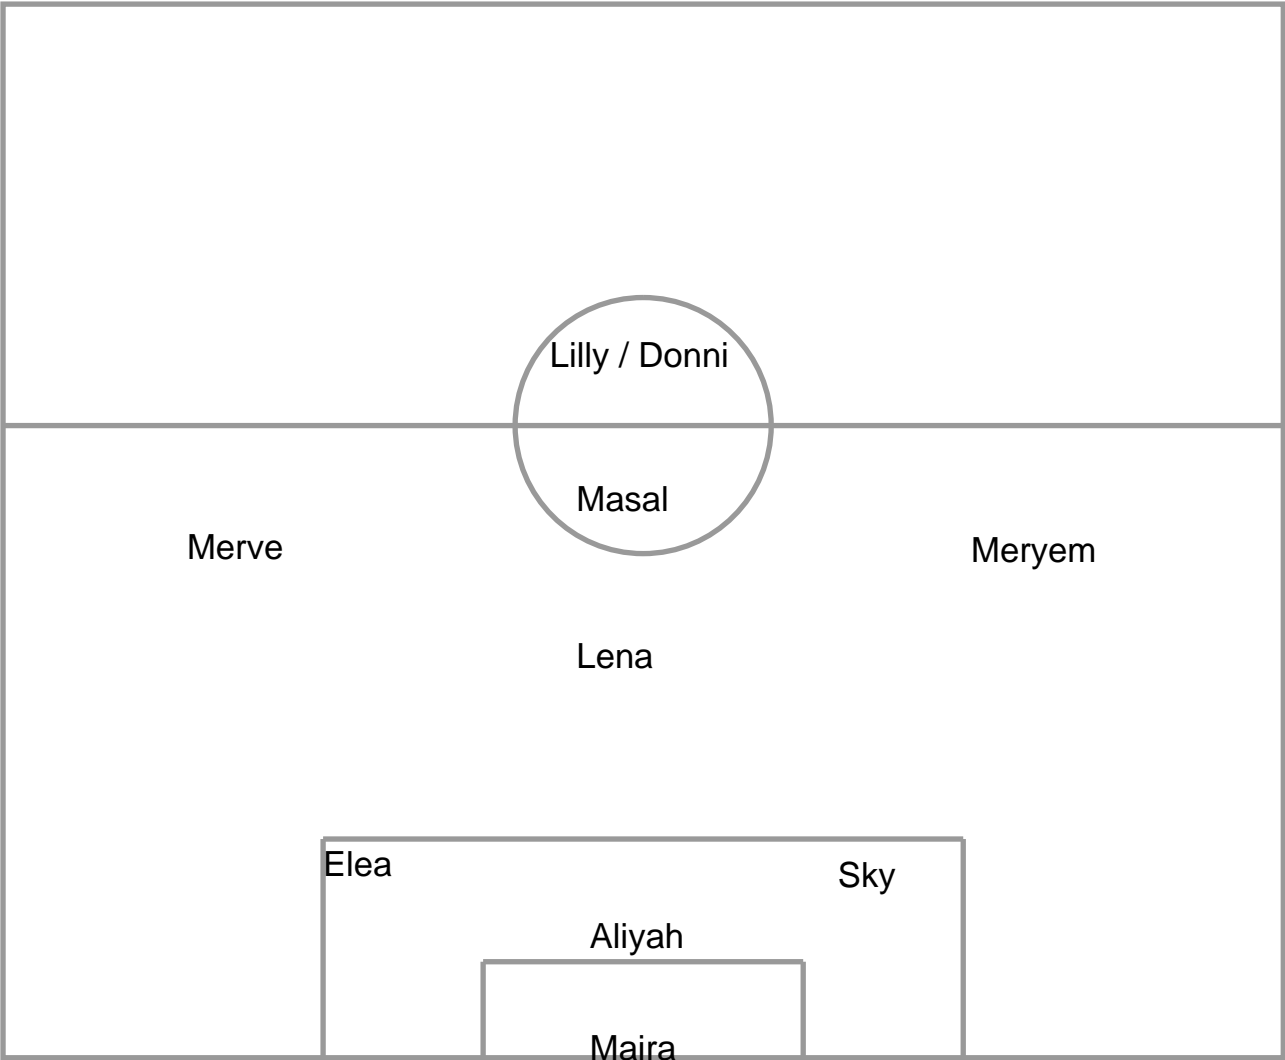 Lilly / Donni
Masal
Merve
Meryem
Lena
Elea
Sky
Aliyah
Maira